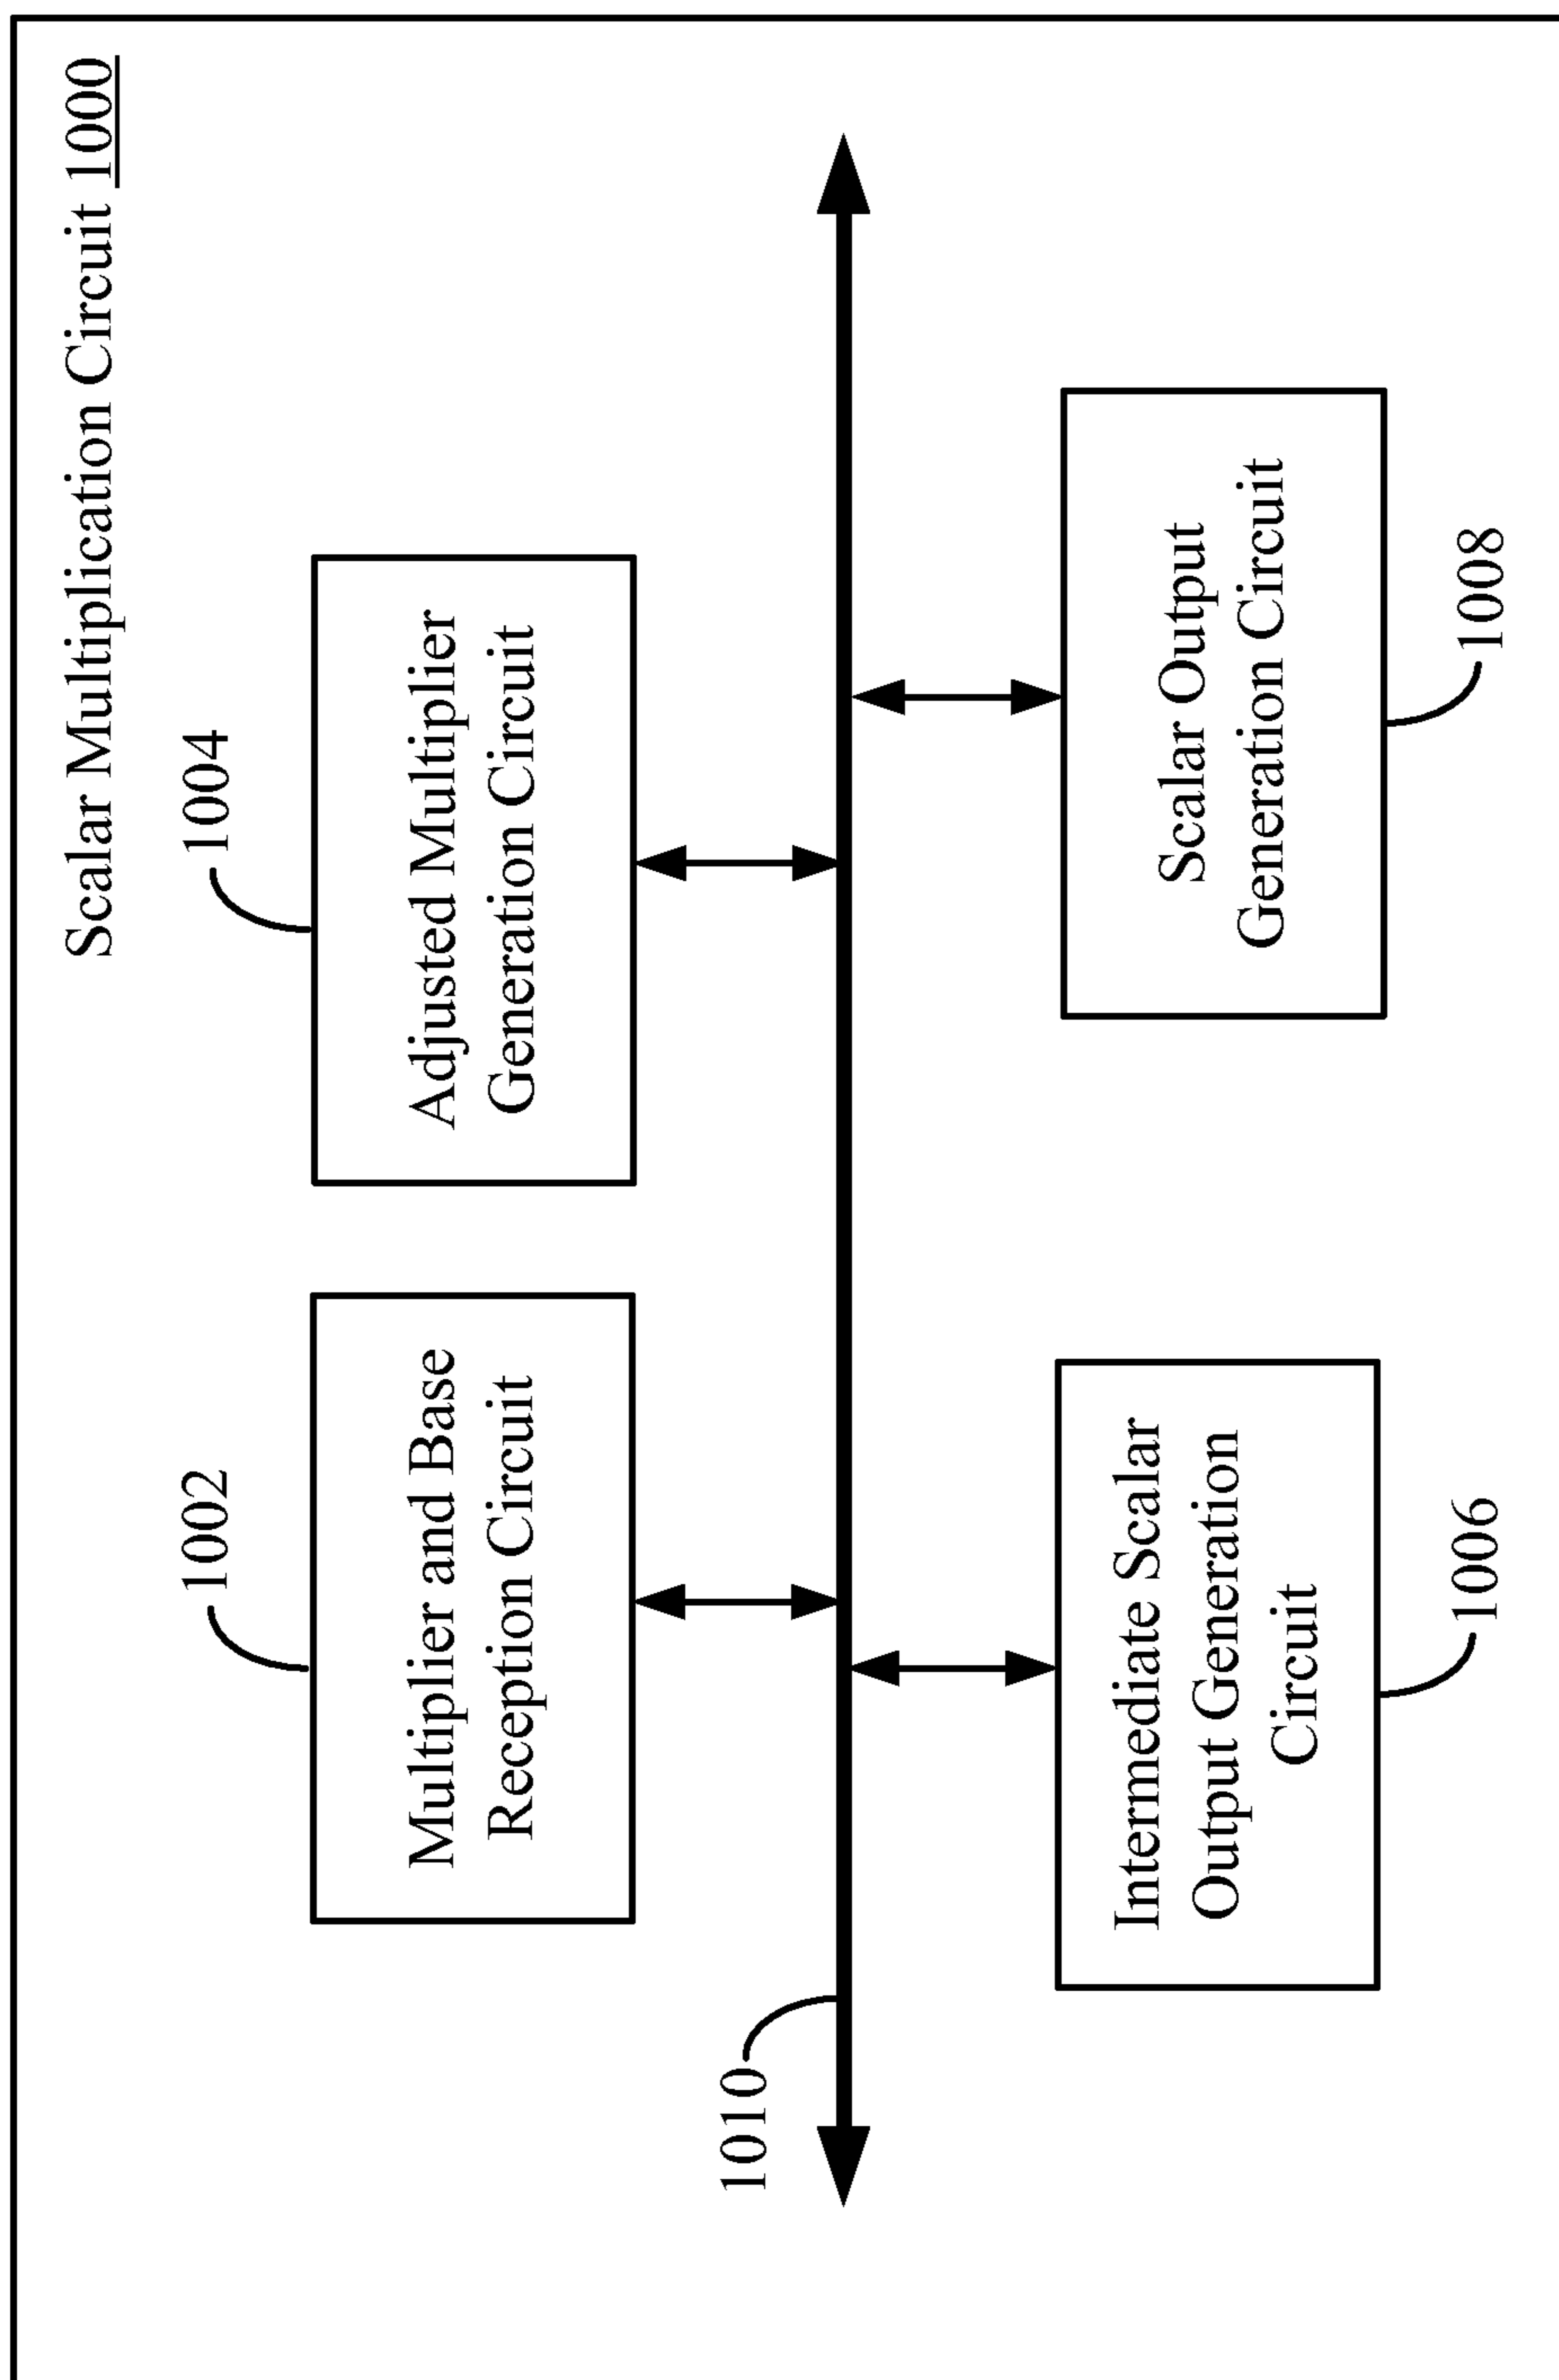 Scalar Multiplication Circuit 1000
1002
Multiplier and Base
Reception Circuit
1004
Adjusted Multiplier
Generation Circuit
1010
Intermediate Scalar
Output Generation
Circuit
1006
Scalar Output
Generation Circuit
1008